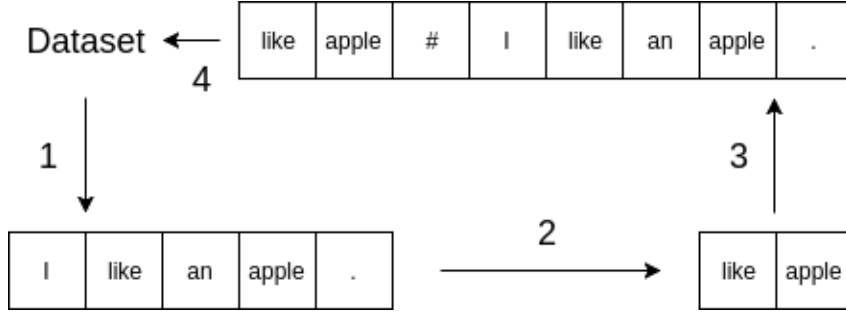 Dataset
like apple # I like an apple .
4
1
3
2
I like an apple .
like apple